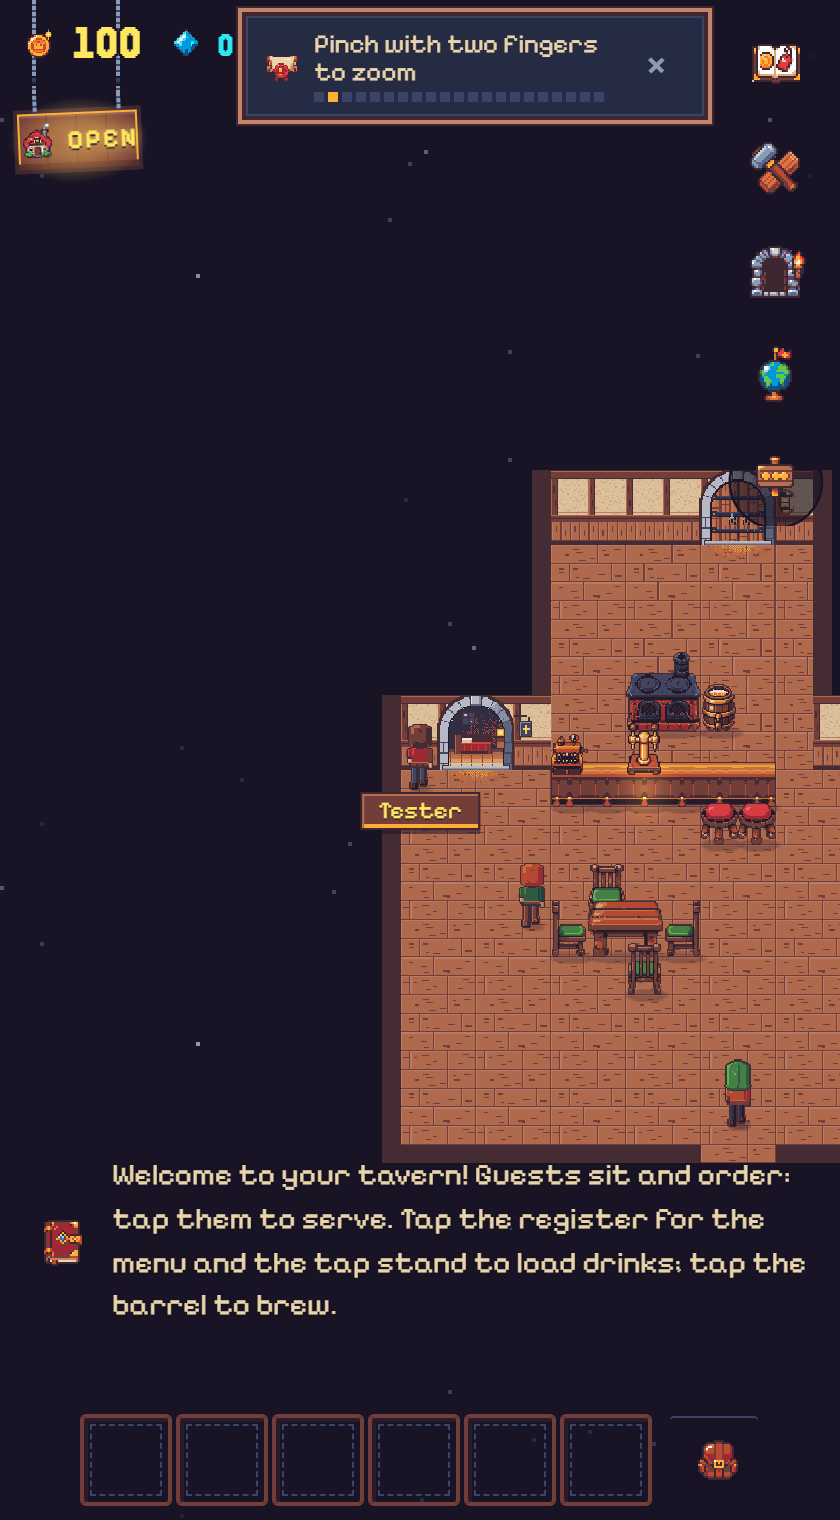 100
0
Pinch with two fingers
to zoom
OPEN
Tester
Welcome to your tavern! Guests sit and order:
tap them to serve. Tap the register for the
menu and the tap stand to load drinks; tap the
barrel to brew.